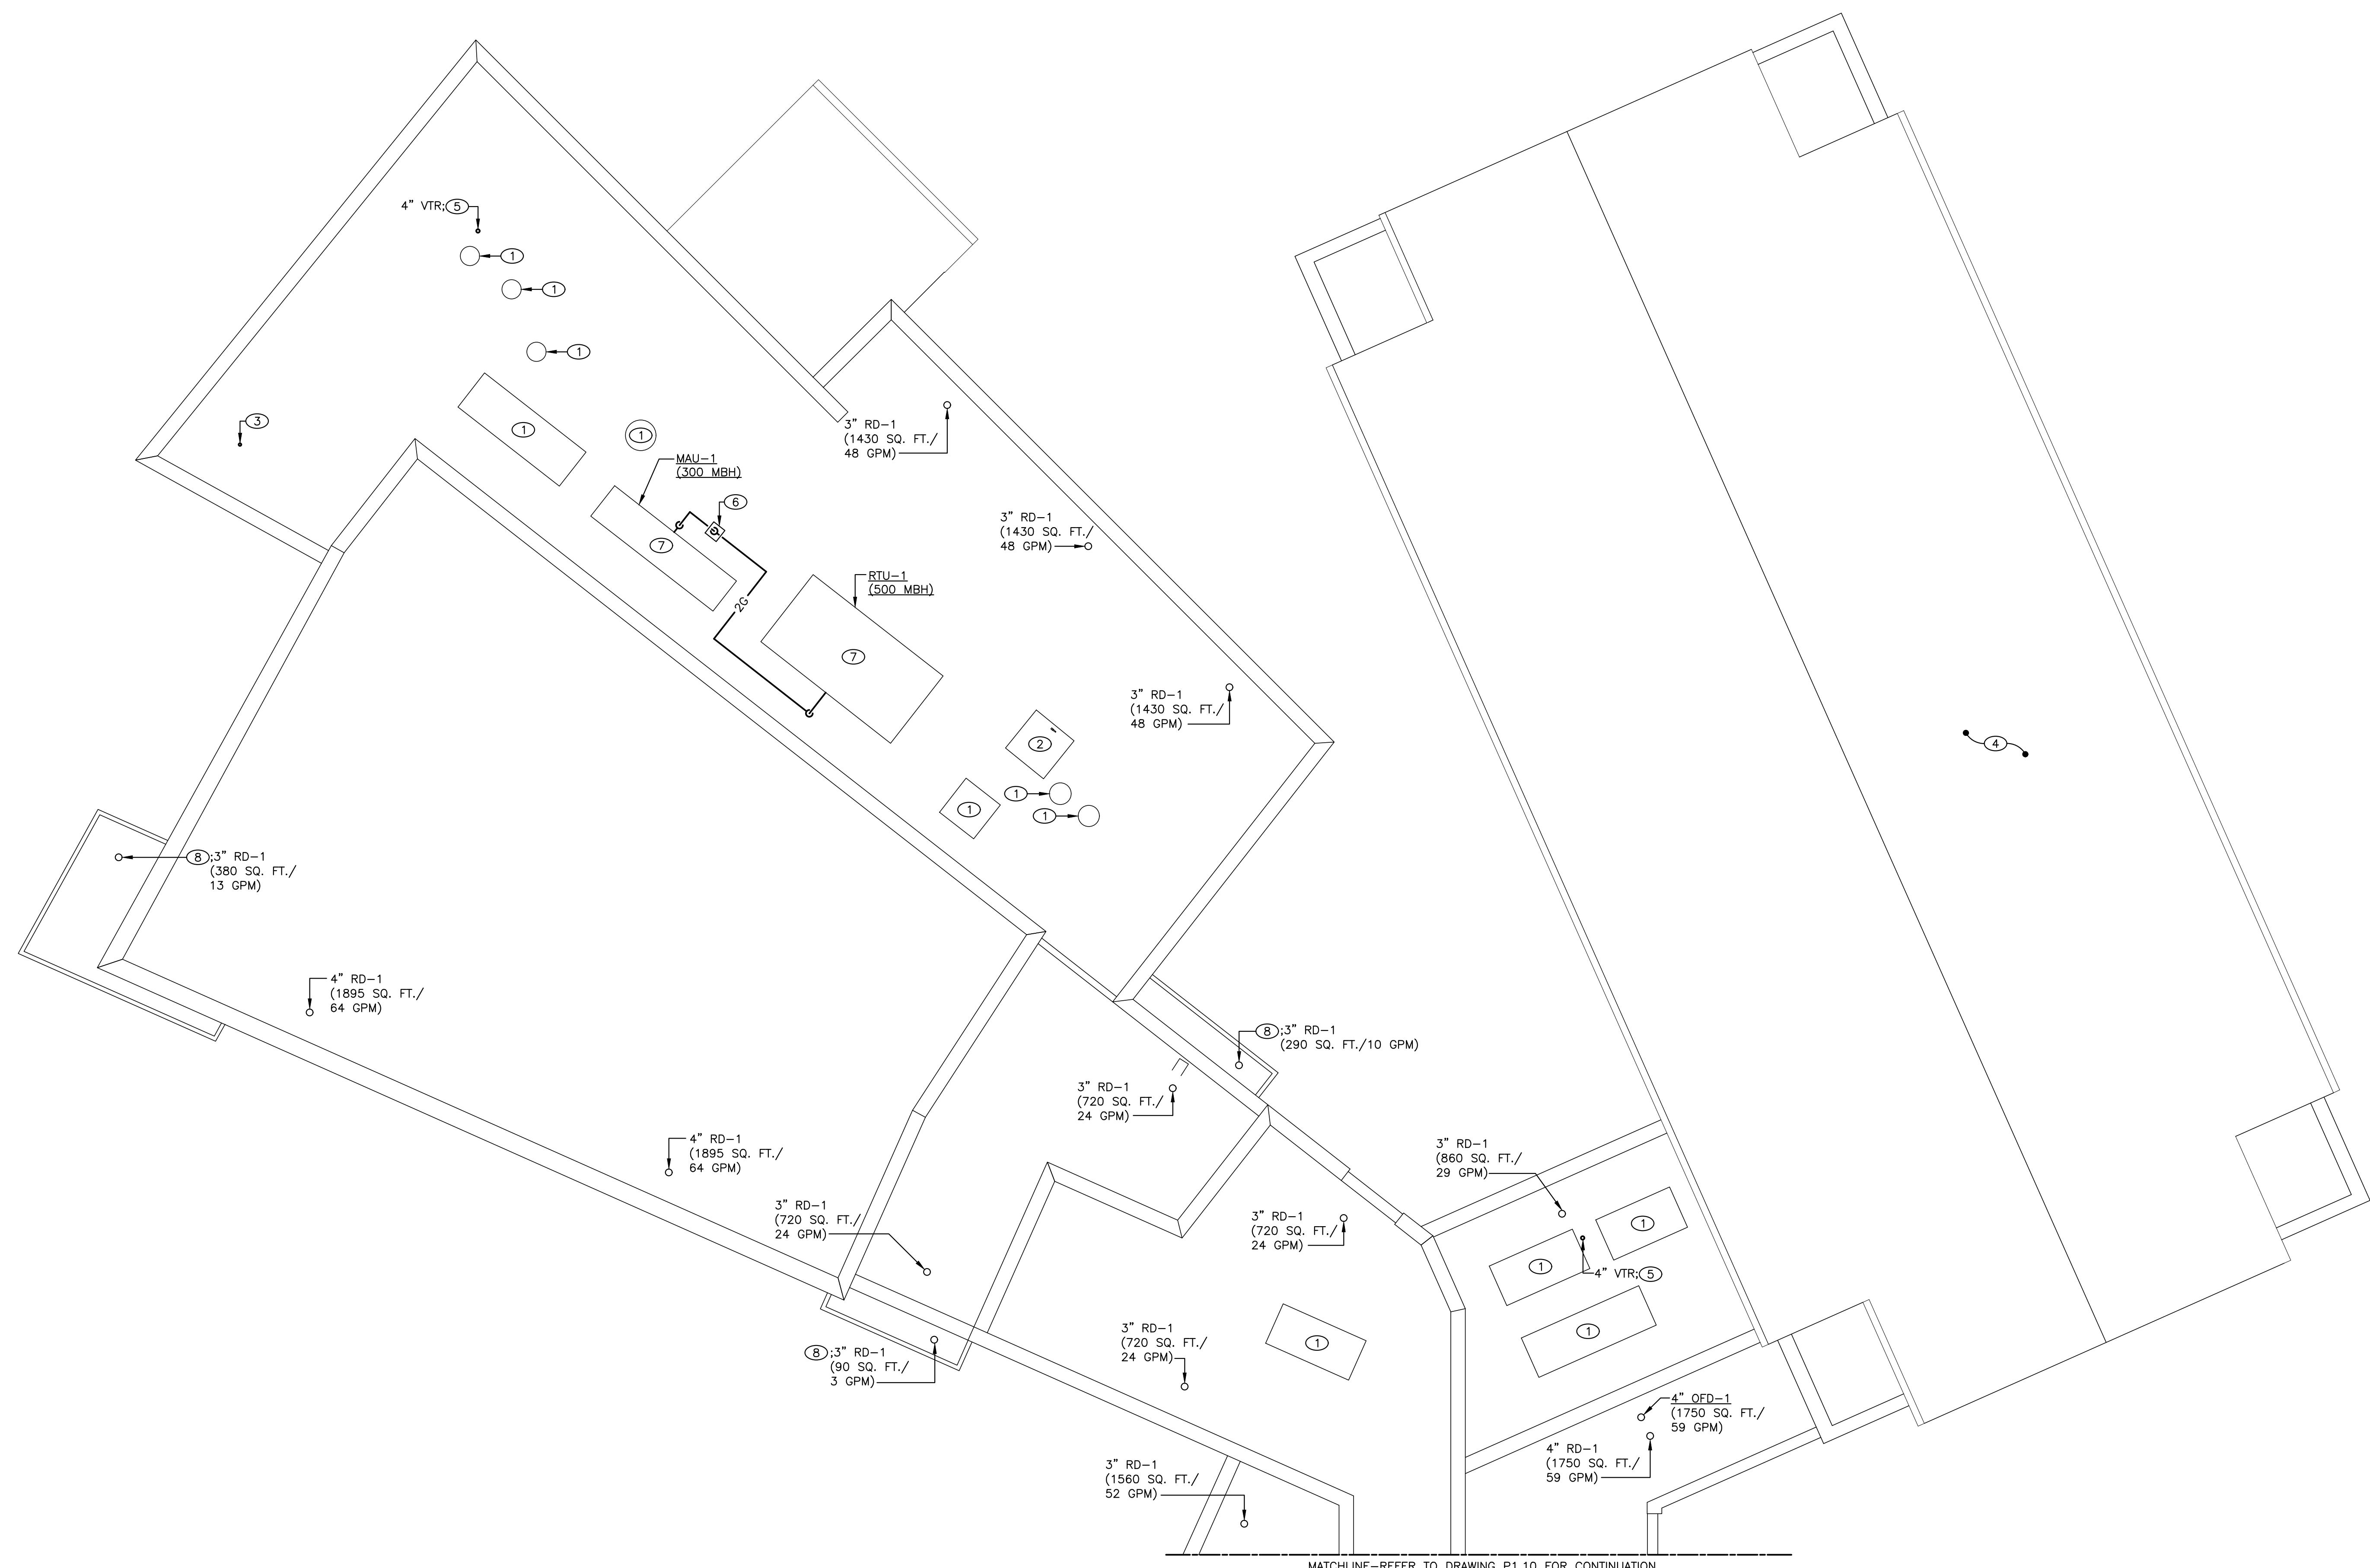 4" VTR; 5
1
1
1
3
1
1
3" RD-1
(1430 SQ. FT./
48 GPM)
MAU-1
(300 MBH)
6
7
3" RD-1
(1430 SQ. FT./
48 GPM)
RTU-1
(500 MBH)
2G
7
3" RD-1
(1430 SQ. FT./
48 GPM)
2
4
1
1
1
8 ;3" RD-1
(380 SQ. FT./
13 GPM)
4" RD-1
(1895 SQ. FT./
64 GPM)
8 ;3" RD-1
(290 SQ. FT./10 GPM)
3" RD-1
(720 SQ. FT./
24 GPM)
4" RD-1
(1895 SQ. FT./
64 GPM)
3" RD-1
(860 SQ. FT./
29 GPM)
3" RD-1
(720 SQ. FT./
24 GPM)
3" RD-1
(720 SQ. FT./
24 GPM)
1
1
4" VTR; 5
1
1
3" RD-1
(720 SQ. FT./
24 GPM)
8 ;3" RD-1
(90 SQ. FT./
3 GPM)
4" OFD-1
(1750 SQ. FT./
59 GPM)
4" RD-1
(1750 SQ. FT./
59 GPM)
3" RD-1
(1560 SQ. FT./
52 GPM)
MATCHLINE-REFER TO DRAWING P1.10 FOR CONTINUATION